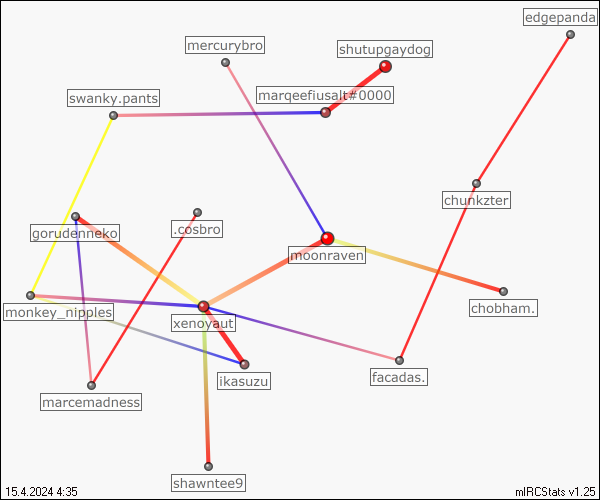 edgepanda
mercurybro
shutupgaydog
marqeefiusalt#0000
swanky.pants
chunkzter
gorudenneko
.cosbro
moonraven
monkey_nipples
chobham.
xenoyaut
ikasuzu
facadas.
marcemadness
shawntee9
15.4.2024 4:35
mIRCStats v1.25